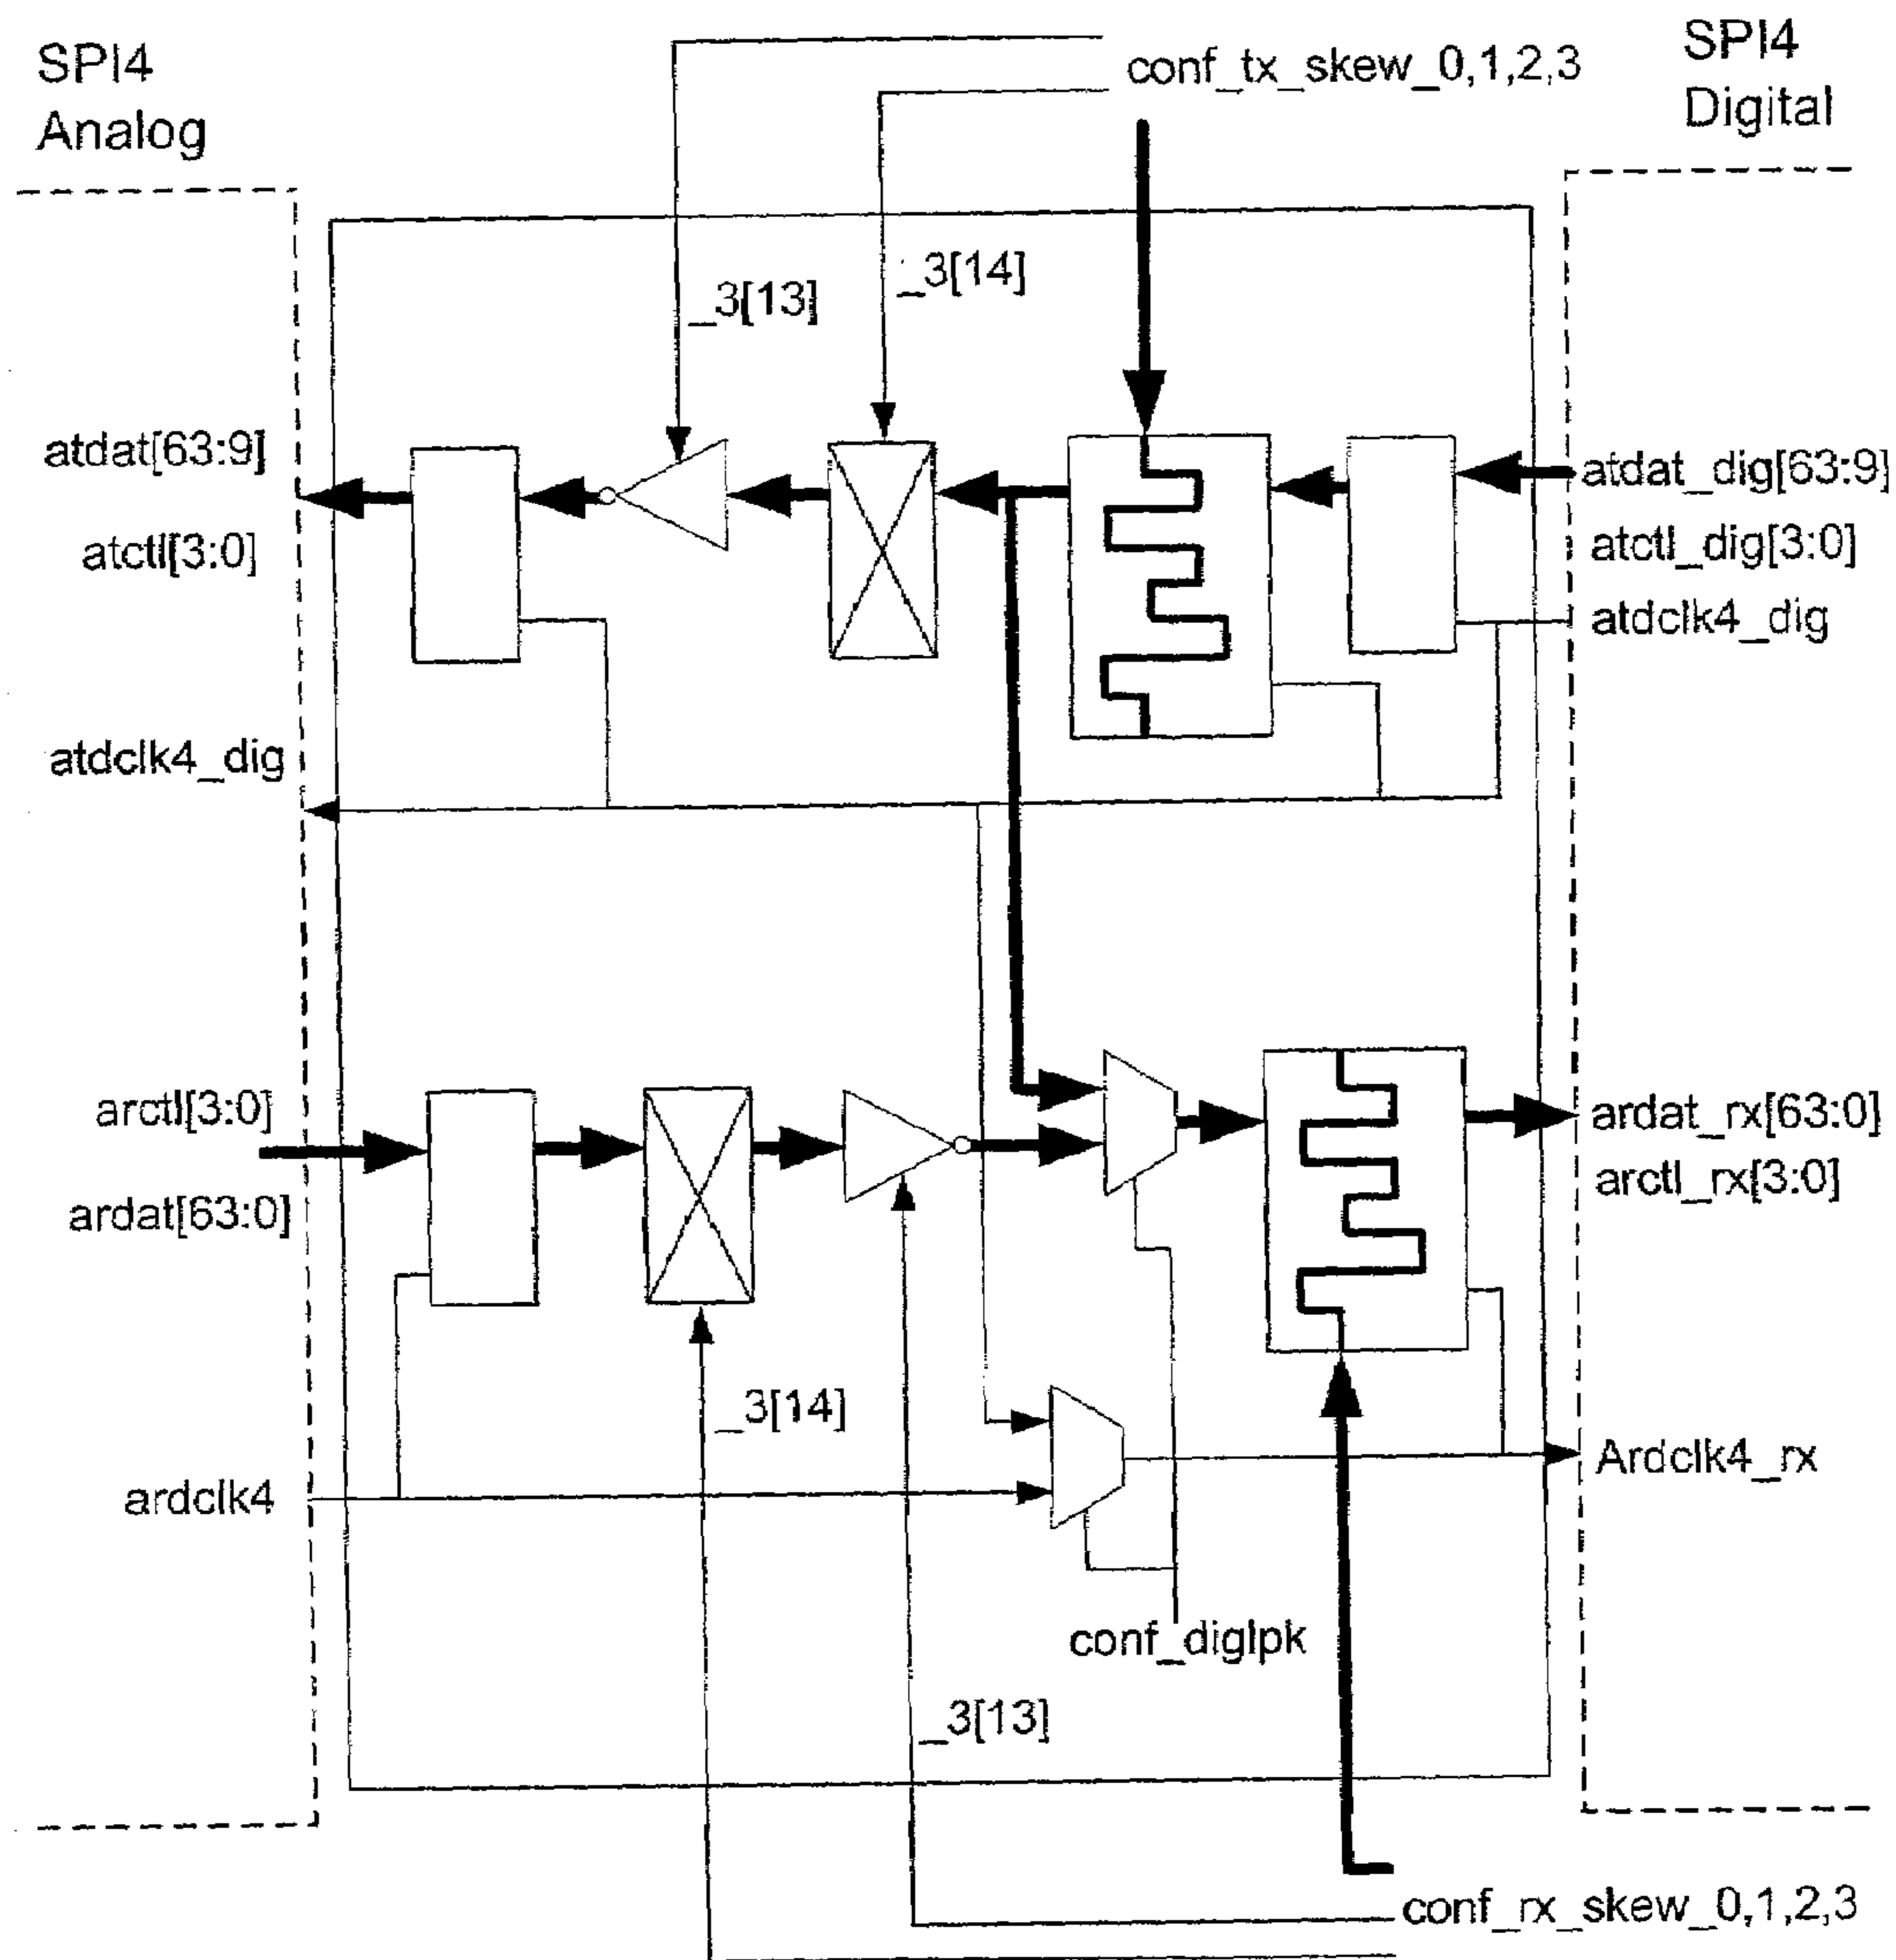 SPI4
Analog
conf_tx_skew_0,1,2,3
SPI4
Digital
_3[13]
_3[14]
atdat[63:9]
atctl[3:0]
atdat_dig[63:9]
atctl_dig[3:0]
atdclk4_dig
atdclk4_dig
arctl[3:0]
ardat[63:0]
ardat_rx[63:0]
arctl_rx[3:0]
_3[14]
ardclk4
Ardclk4_rx
conf_diglpk
_3[13]
conf_rx_skew_0,1,2,3